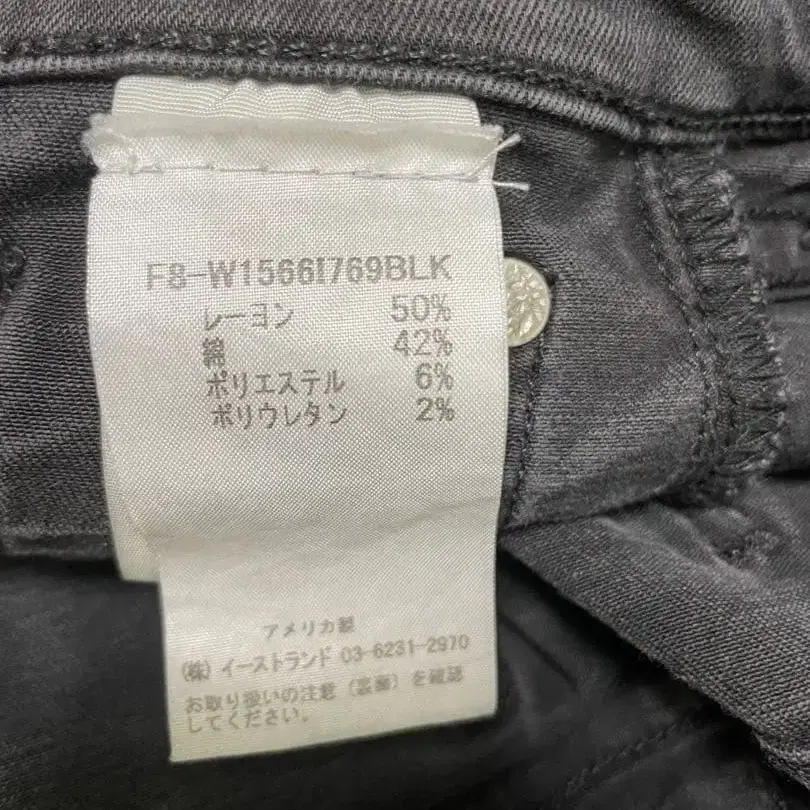 F8-W1566I769BLK
レーヨン 50%
綿 42%
ポリエステル 6%
ポリウレタン 2%
アメリカ製
(株) イーストランド 03-6231-2970
お取り扱いの注意 (裏面) を確認
してください。